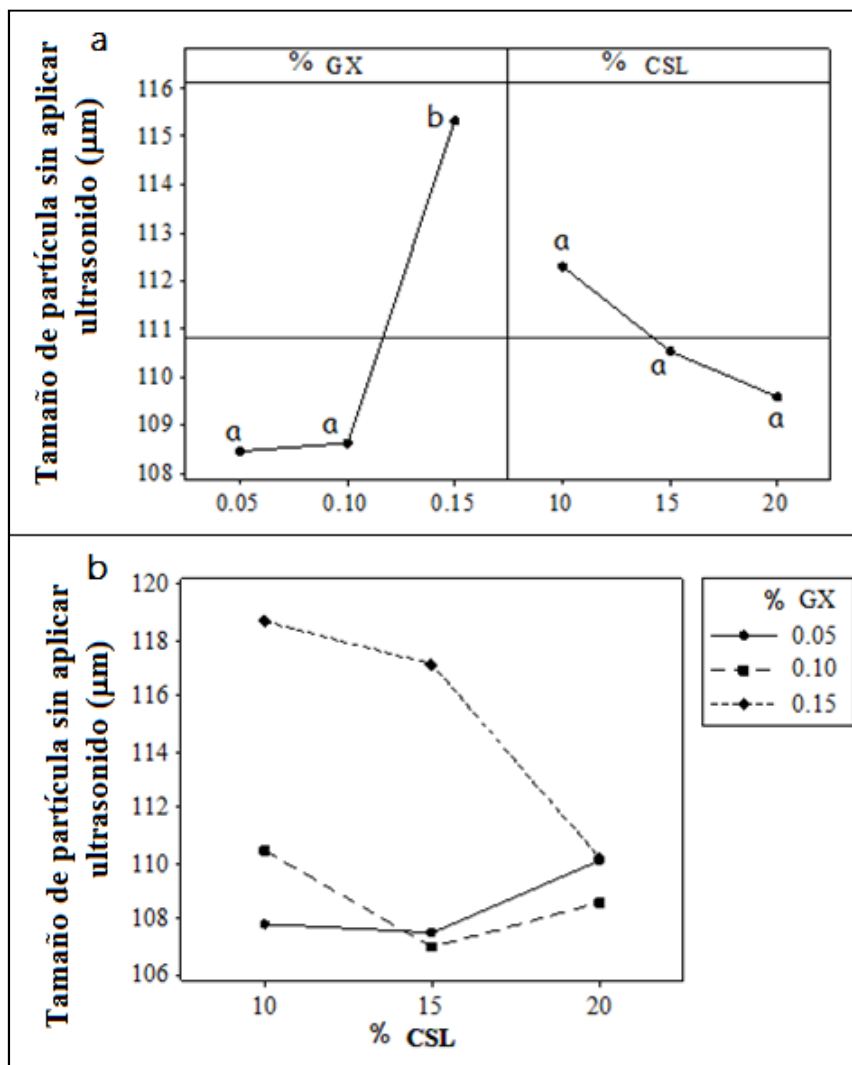 a
% GX
% CSL
Tamaño de partícula sin aplicar
ultrasonido (µm)
116
115
114
113
112
111
110
109
108
a
a
b
a
a
a
0.05
0.10
0.15
10
15
20
b
Tamaño de partícula sin aplicar
ultrasonido (µm)
120
118
116
114
112
110
108
106
10
15
20
% CSL
% GX
0.05
0.10
0.15